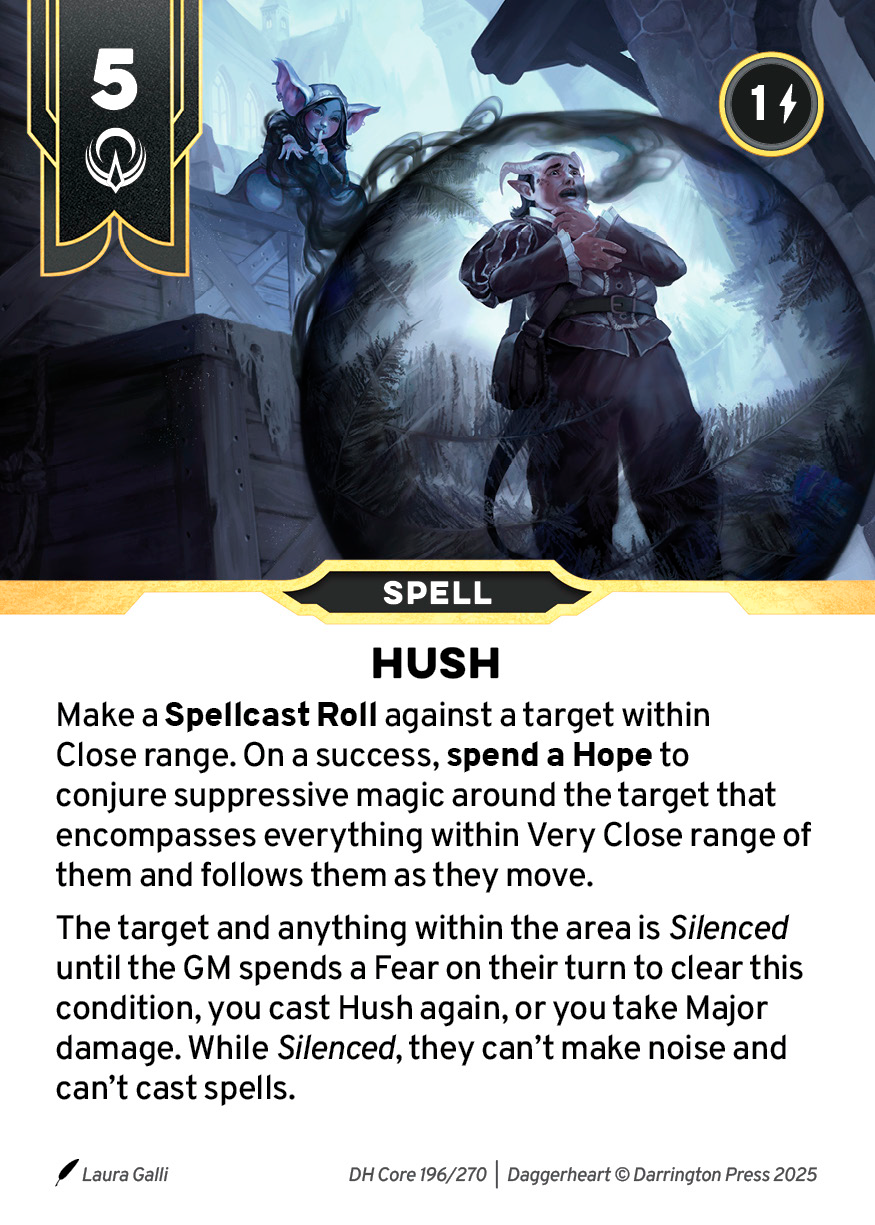 5
1
SPELL
HUSH
Make a Spellcast Roll against a target within
Close range. On a success, spend a Hope to
conjure suppressive magic around the target that
encompasses everything within Very Close range of
them and follows them as they move.
The target and anything within the area is Silenced
until the GM spends a Fear on their turn to clear this
condition, you cast Hush again, or you take Major
damage. While Silenced, they can’t make noise and
can’t cast spells.
Laura Galli
DH Core 196/270 | Daggerheart © Darrington Press 2025